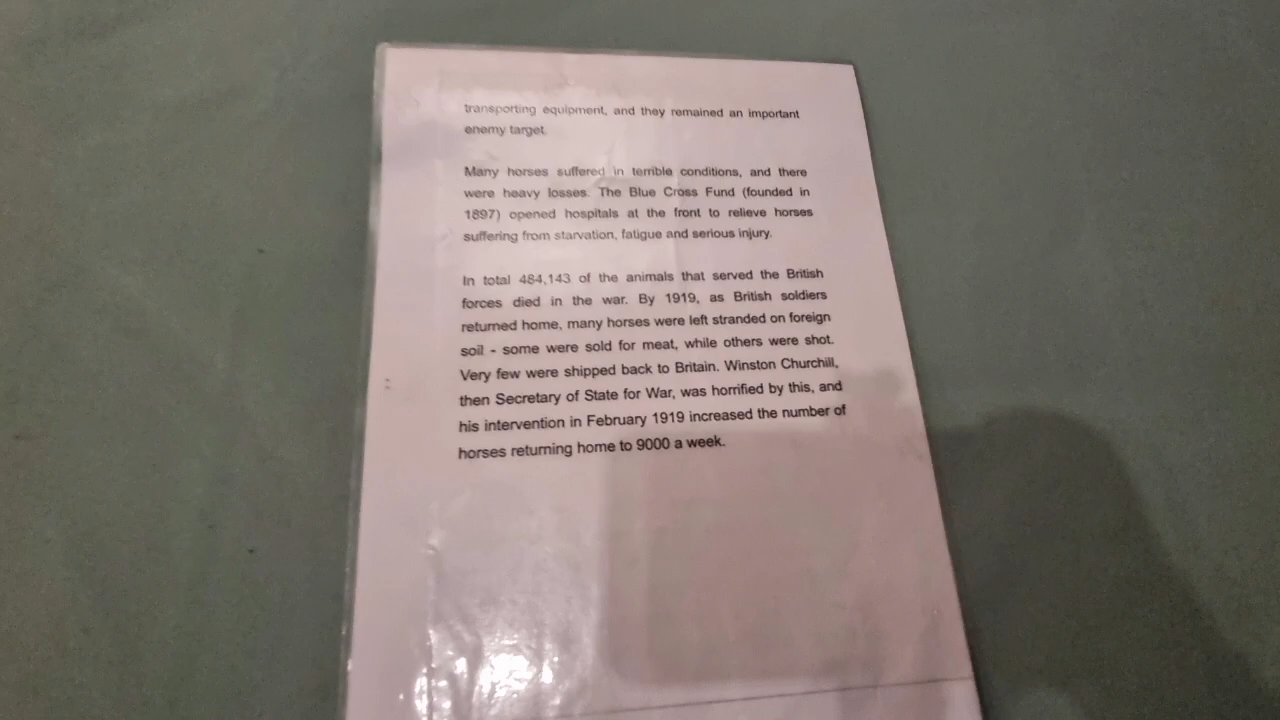 transporting equipment, and they remained an important
enemy target.
Many horses suffered in terrible conditions, and there
were heavy losses. The Blue Cross Fund (founded in
1897) opened hospitals at the front to relieve horses
suffering from starvation, fatigue and serious injury.
In total 484,143 of the animals that served the British
forces died in the war. By 1919, as British soldiers
returned home, many horses were left stranded on foreign
soil - some were sold for meat, while others were shot.
Very few were shipped back to Britain. Winston Churchill,
then Secretary of State for War, was horrified by this, and
his intervention in February 1919 increased the number of
horses returning home to 9000 a week.